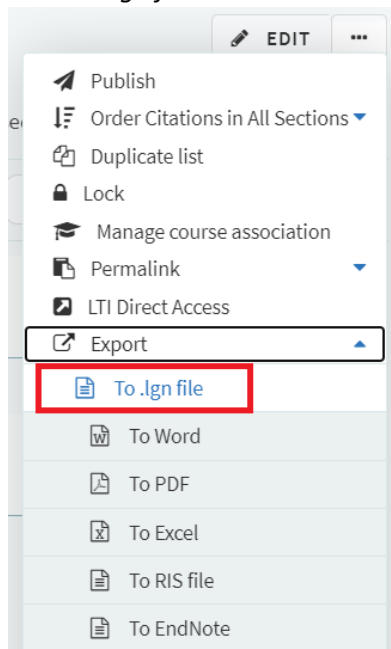 EDIT
Publish
Order Citations in All Sections
Duplicate list
Lock
Manage course association
Permalink
LTI Direct Access
Export
To .lgn file
To Word
To PDF
To Excel
To RIS file
To EndNote